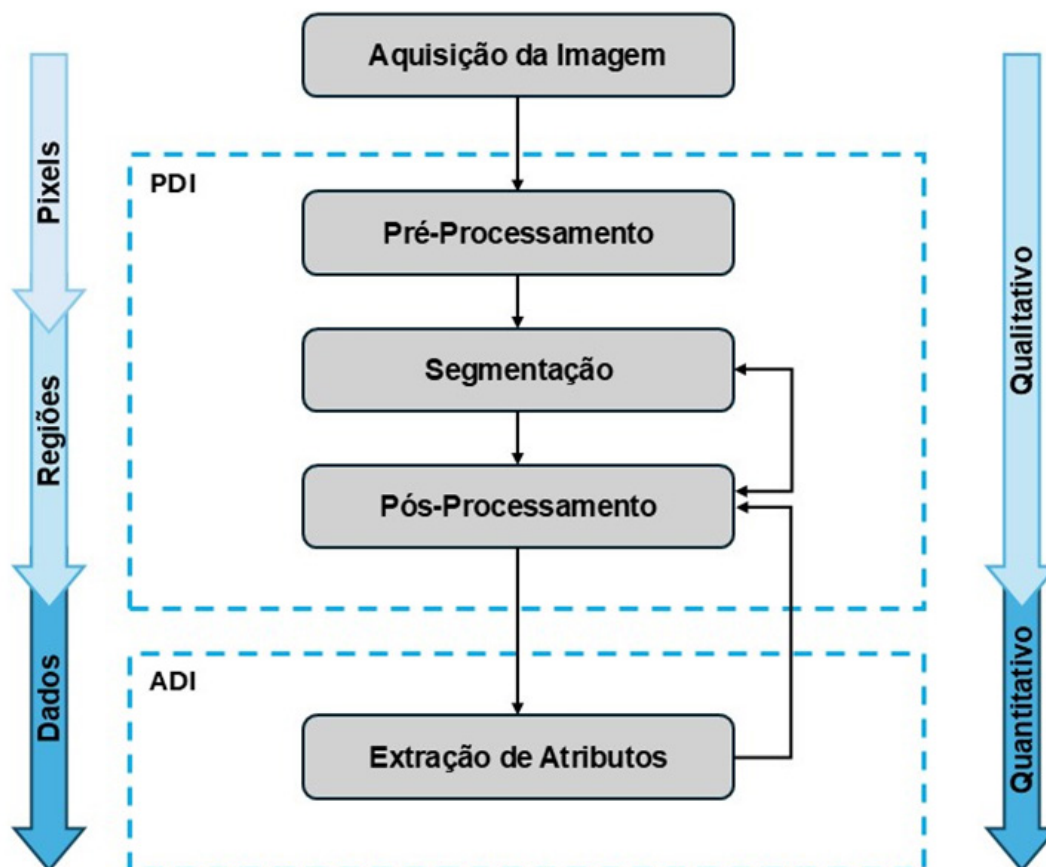 Aquisição da Imagem
PDI
Pré-Processamento
Segmentação
Pós-Processamento
ADI
Extração de Atributos
Pixels
Regiões
Dados
Qualitativo
Quantitativo